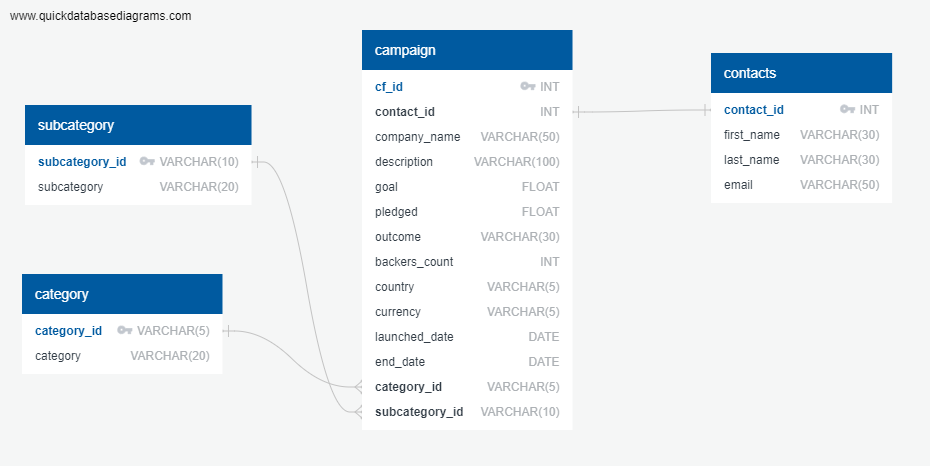 www.quickdatabasediagrams.com
subcategory
subcategory_id VARCHAR(10)
subcategory VARCHAR(20)
category
category_id VARCHAR(5)
category VARCHAR(20)
campaign
cf_id INT
contact_id INT
company_name VARCHAR(50)
description VARCHAR(100)
goal FLOAT
pledged FLOAT
outcome VARCHAR(30)
backers_count INT
country VARCHAR(5)
currency VARCHAR(5)
launched_date DATE
end_date DATE
category_id VARCHAR(5)
subcategory_id VARCHAR(10)
contacts
contact_id INT
first_name VARCHAR(30)
last_name VARCHAR(30)
email VARCHAR(50)